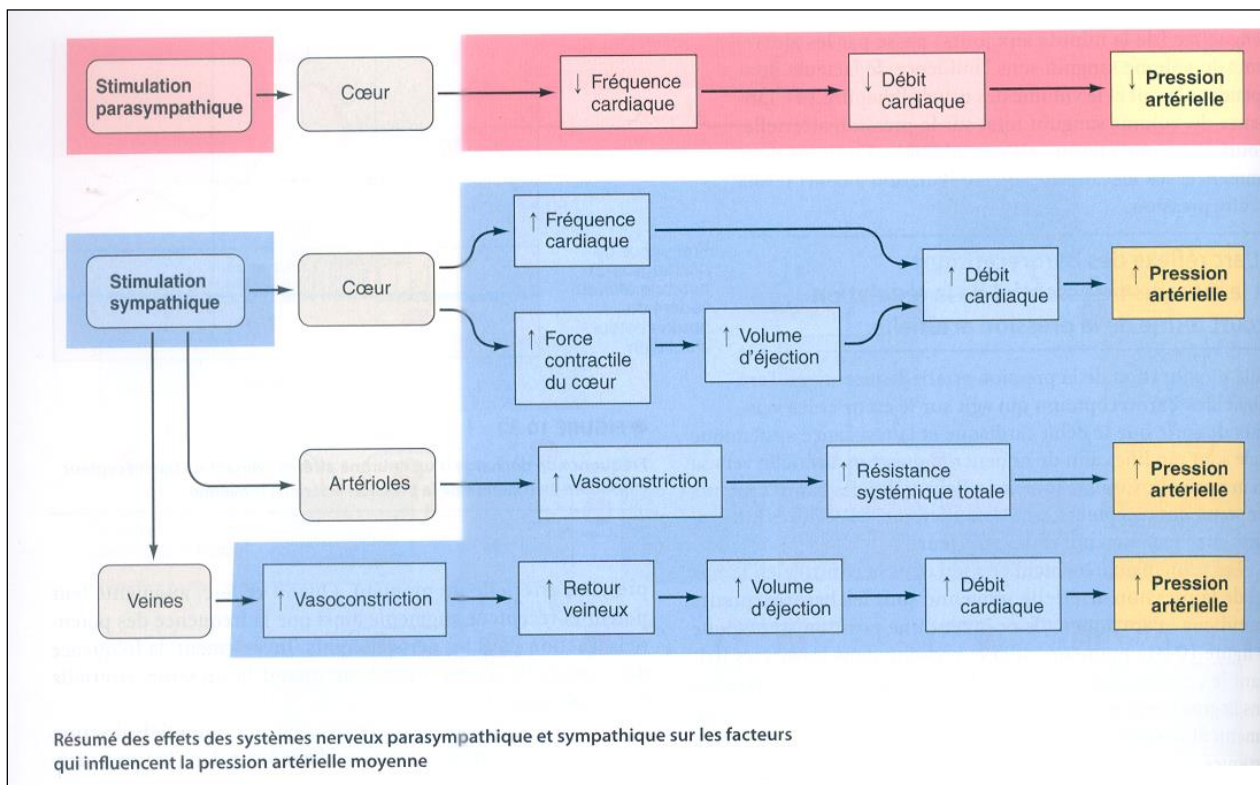 Stimulation
parasympathique
Cœur
↓ Fréquence
cardiaque
↓ Débit
cardiaque
↓ Pression
artérielle
Stimulation
sympathique
Cœur
↑ Fréquence
cardiaque
↑ Force
contractile
du cœur
↑ Volume
d'éjection
↑ Débit
cardiaque
↑ Pression
artérielle
Artérioles
↑ Vasoconstriction
↑ Résistance
systémique totale
↑ Pression
artérielle
Veines
↑ Vasoconstriction
↑ Retour
veineux
↑ Volume
d'éjection
↑ Débit
cardiaque
↑ Pression
artérielle
Résumé des effets des systèmes nerveux parasympathique et sympathique sur les facteurs
qui influencent la pression artérielle moyenne